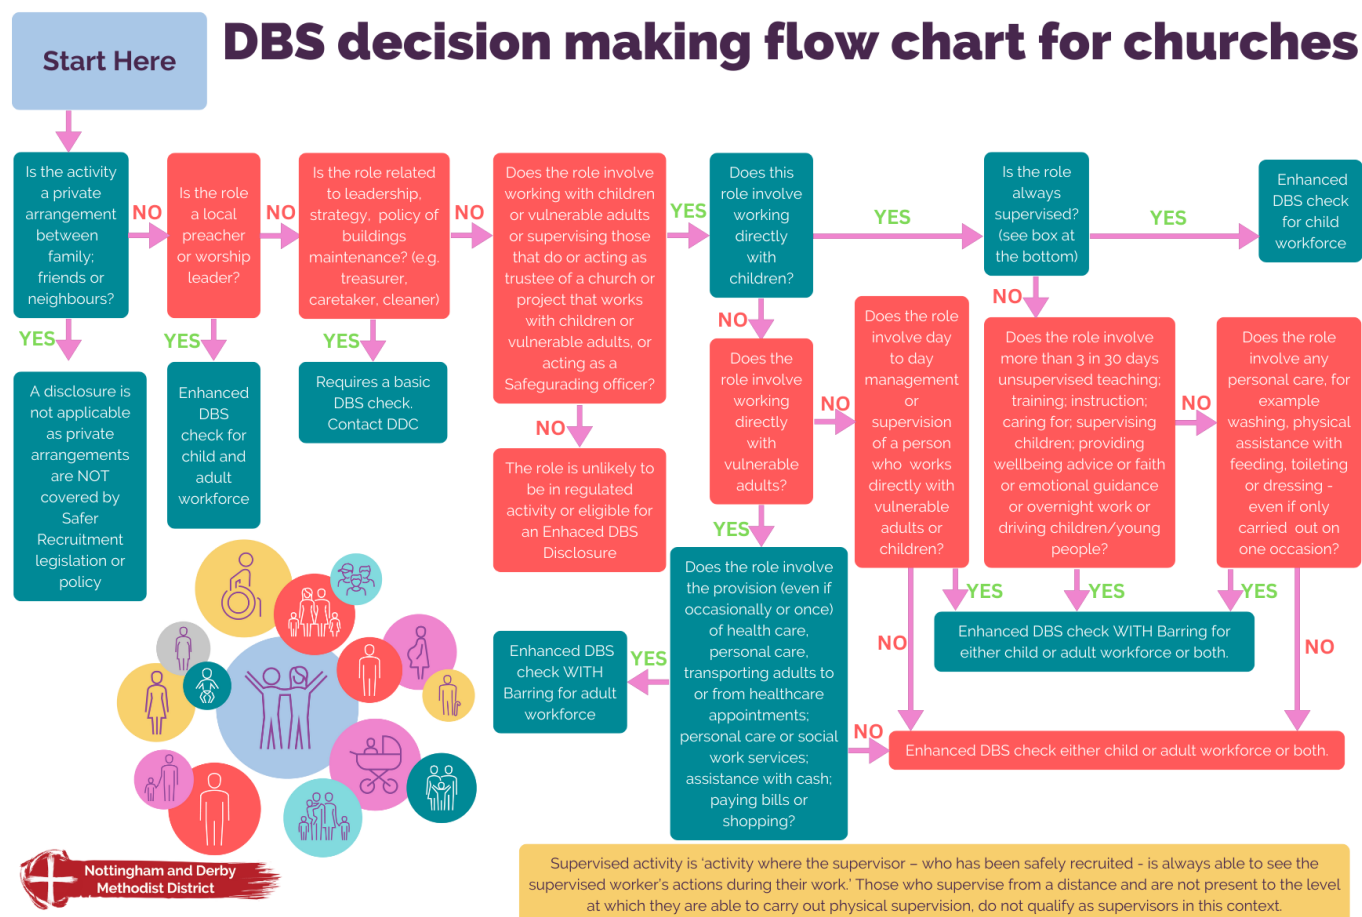 Start Here
DBS decision making flow chart for churches
Is the activity
a private
arrangement
between
family;
friends or
neighbours?
NO
Is the role
a local
preacher
or worship
leader?
NO
Is the role related
to leadership,
strategy, policy of
buildings
maintenance? (e.g.
treasurer,
caretaker, cleaner)
NO
Does the role involve
working with children
or vulnerable adults
or supervising those
that do or acting as
trustee of a church or
project that works
with children or
vulnerable adults, or
acting as a
Safegurading officer?
YES
Does this
role involve
working
directly
with
children?
YES
Is the role
always
supervised?
(see box at
the bottom)
YES
Enhanced
DBS check
for child
workforce
YES
A disclosure is
not applicable
as private
arrangements
are NOT
covered by
Safer
Recruitment
legislation or
policy
YES
Enhanced
DBS
check for
child and
adult
workforce
YES
Requires a basic
DBS check.
Contact DDC
NO
The role is unlikely to
be in regulated
activity or eligible for
an Enhaced DBS
Disclosure
NO
Does the
role involve
working
directly
with
vulnerable
adults?
NO
Does the role
involve day
to day
management
or
supervision
of a person
who works
directly with
vulnerable
adults or
children?
NO
Does the role involve
more than 3 in 30 days
unsupervised teaching;
training; instruction;
caring for; supervising
children; providing
wellbeing advice or faith
or emotional guidance
or overnight work or
driving children/young
people?
NO
Does the role
involve any
personal care, for
example
washing, physical
assistance with
feeding, toileting
or dressing -
even if only
carried out on
one occasion?
YES
Does the role involve
the provision (even if
occasionally or once)
of health care,
personal care,
transporting adults to
or from healthcare
appointments;
personal care or social
work services;
assistance with cash;
paying bills or
shopping?
YES
Enhanced DBS
check WITH
Barring for adult
workforce
YES
YES
YES
Enhanced DBS check WITH Barring for
either child or adult workforce or both.
NO
NO
NO
Enhanced DBS check either child or adult workforce or both.
Nottingham and Derby
Methodist District
Supervised activity is ‘activity where the supervisor – who has been safely recruited - is always able to see the
supervised worker's actions during their work.’ Those who supervise from a distance and are not present to the level
at which they are able to carry out physical supervision, do not qualify as supervisors in this context.